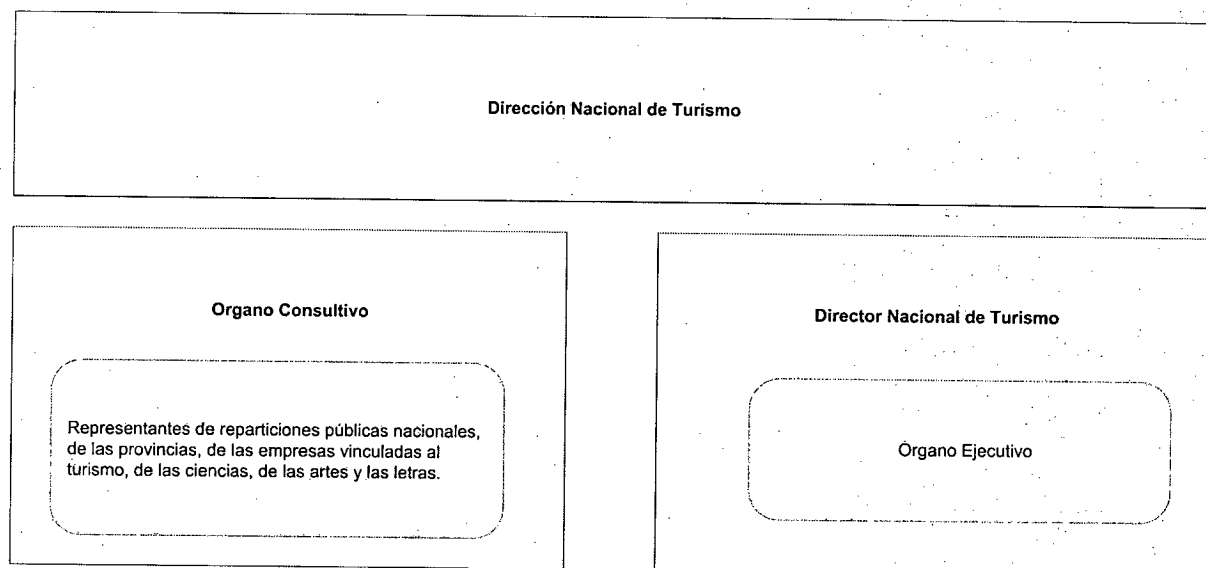 Dirección Nacional de Turismo
Organo Consultivo
Representantes de reparticiones públicas nacionales,
de las provincias, de las empresas vinculadas al
turismo, de las ciencias, de las artes y las letras.
Director Nacional de Turismo
Órgano Ejecutivo